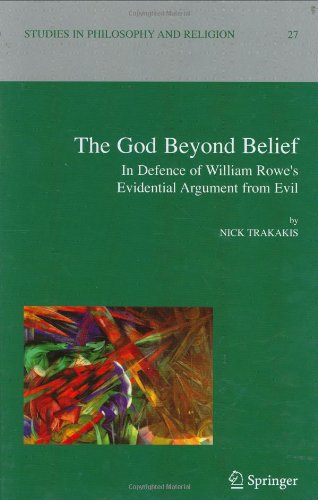 STUDIES IN PHILOSOPHY AND RELIGION 27
The God Beyond Belief
In Defence of William Rowe's
Evidential Argument from Evil
by
NICK TRAKAKIS
Springer